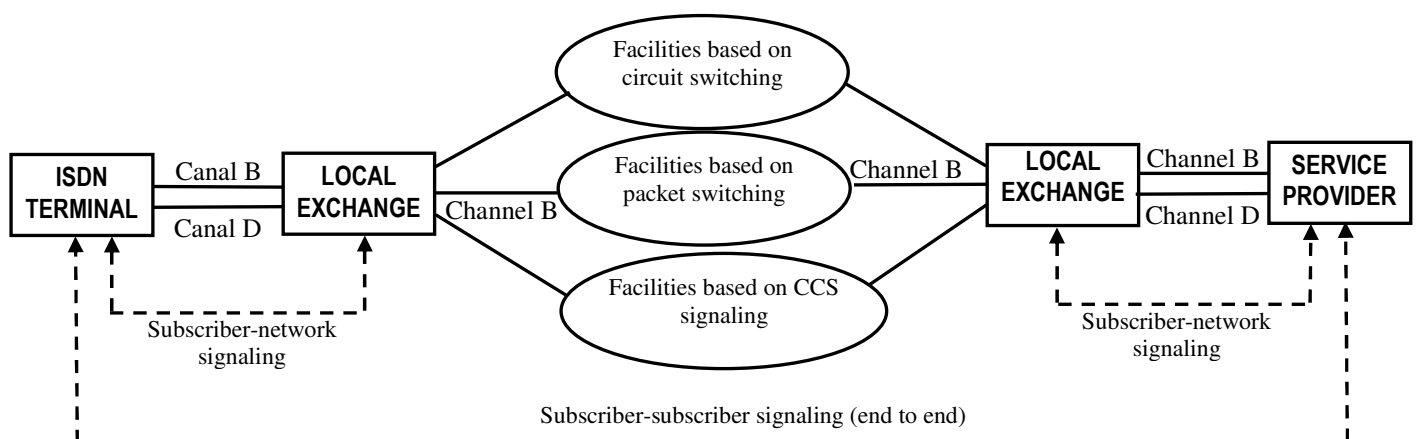 Facilities based on
circuit switching
ISDN
TERMINAL
Canal B
Canal D
LOCAL
EXCHANGE
Channel B
Facilities based on
packet switching
Channel B
LOCAL
EXCHANGE
Channel B
Channel D
SERVICE
PROVIDER
Facilities based on CCS
signaling
Subscriber-network
signaling
Subscriber-network
signaling
Subscriber-subscriber signaling (end to end)